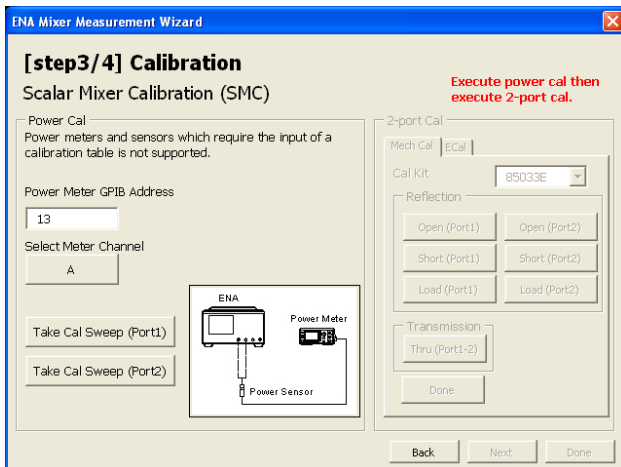 ENA Mixer Measurement Wizard
[step3/4] Calibration
Scalar Mixer Calibration (SMC)
Execute power cal then
execute 2-port cal.
Power Cal
Power meters and sensors which require the input of a
calibration table is not supported.
Power Meter GPIB Address
13
Select Meter Channel
A
Take Cal Sweep (Port1)
Take Cal Sweep (Port2)
ENA
Power Meter
Power Sensor
2-port Cal
Mech Cal ECal
Cal Kit 85033E
Reflection
Open (Port1) Open (Port2)
Short (Port1) Short (Port2)
Load (Port1) Load (Port2)
Transmission
Thru (Port1-2)
Done
Back Next Done